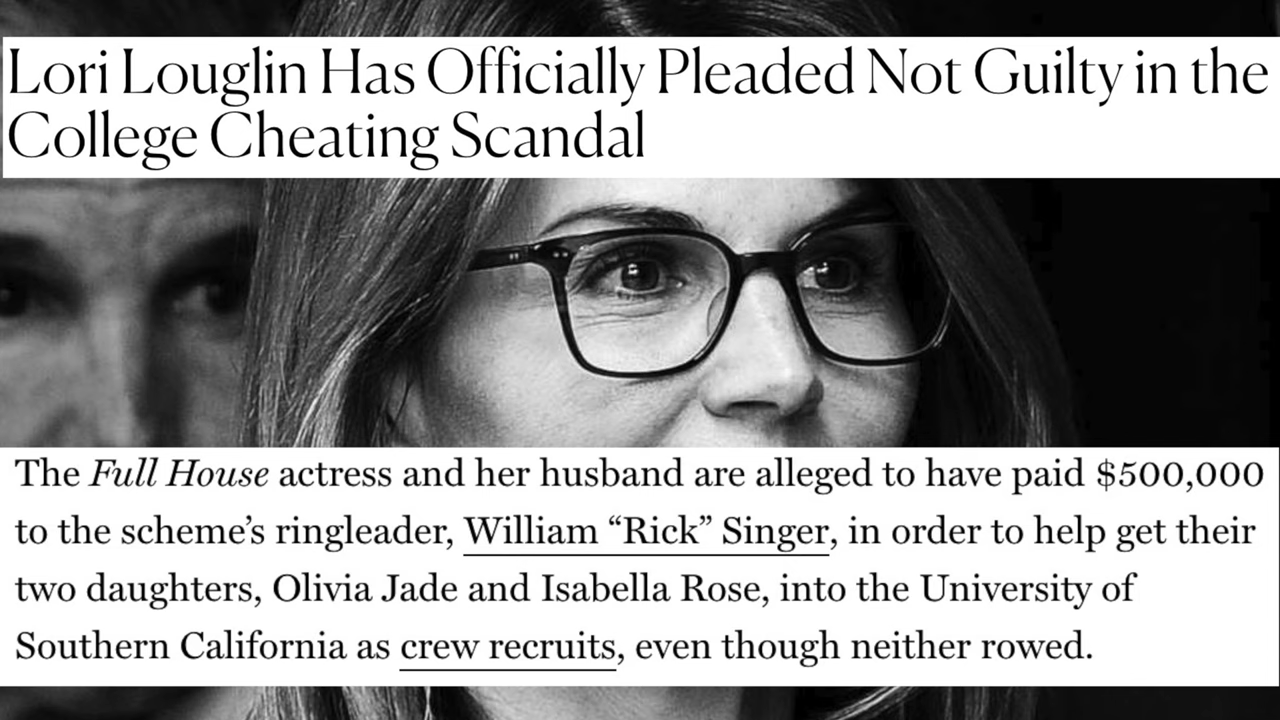 Lori Louglin Has Officially Pleaded Not Guilty in the
College Cheating Scandal
The Full House actress and her husband are alleged to have paid $500,000
to the scheme’s ringleader, William “Rick” Singer, in order to help get their
two daughters, Olivia Jade and Isabella Rose, into the University of
Southern California as crew recruits, even though neither rowed.